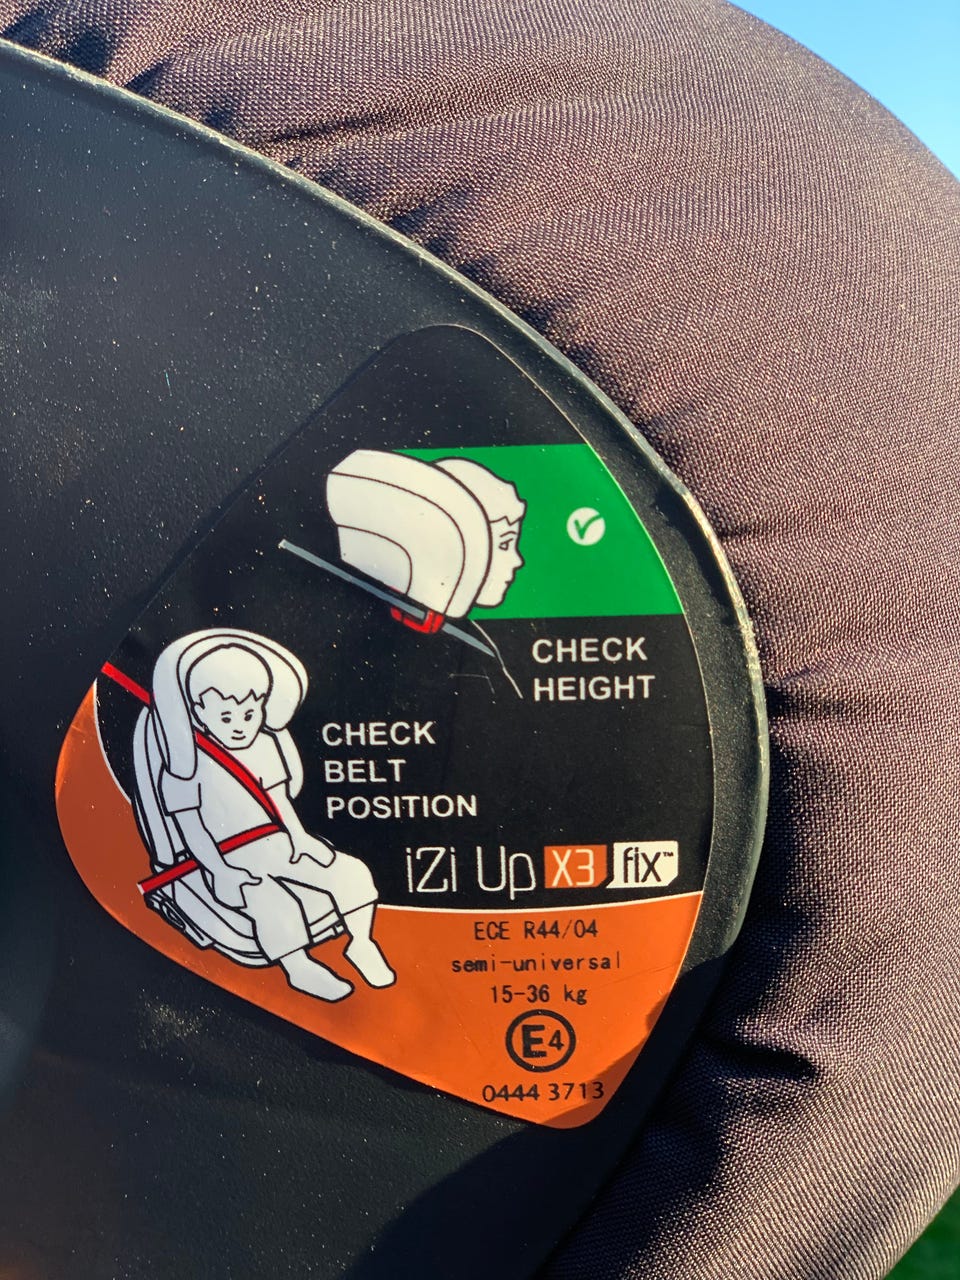 CHECK
HEIGHT
CHECK
BELT
POSITION
iZi Up X3 fix™
ECE R44/04
semi-universal
15-36 kg
E4
0444 3713